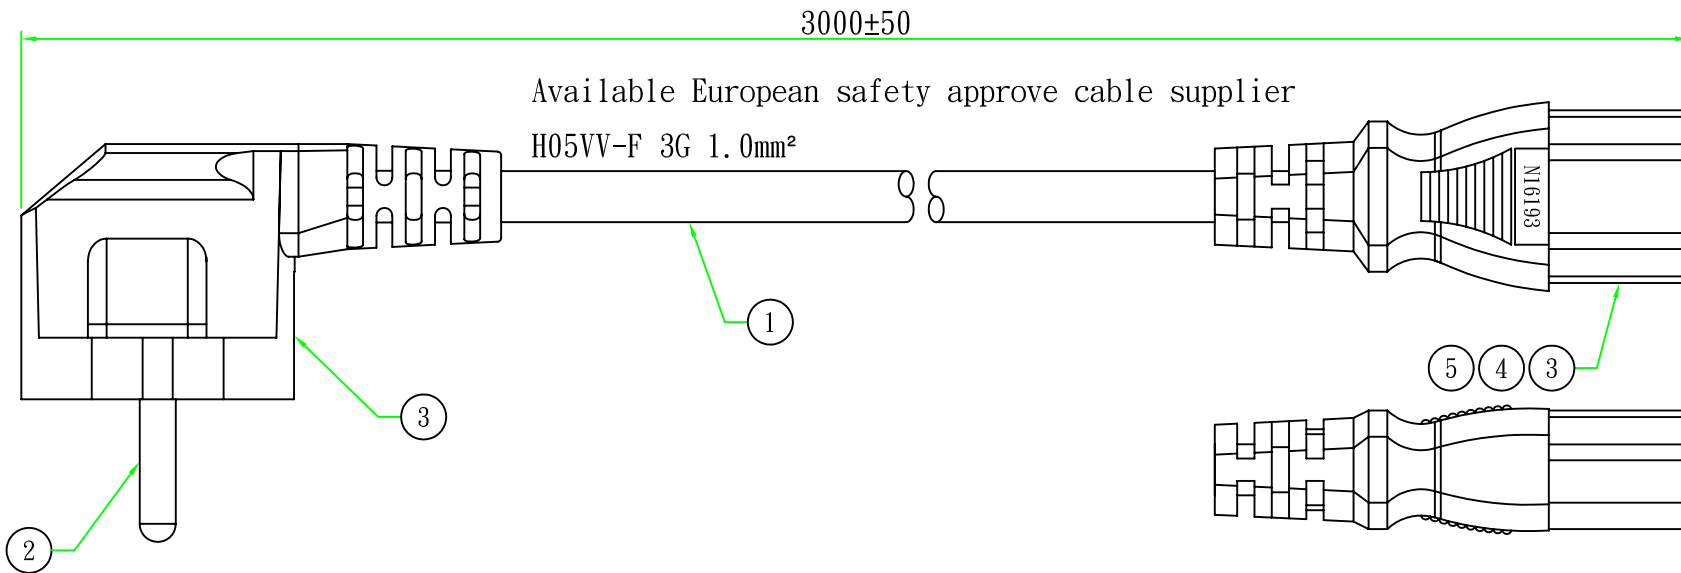 3000±50
Available European safety approve cable supplier
H05VV-F 3G 1.0mm²
N16193
1
5 4 3
3
2